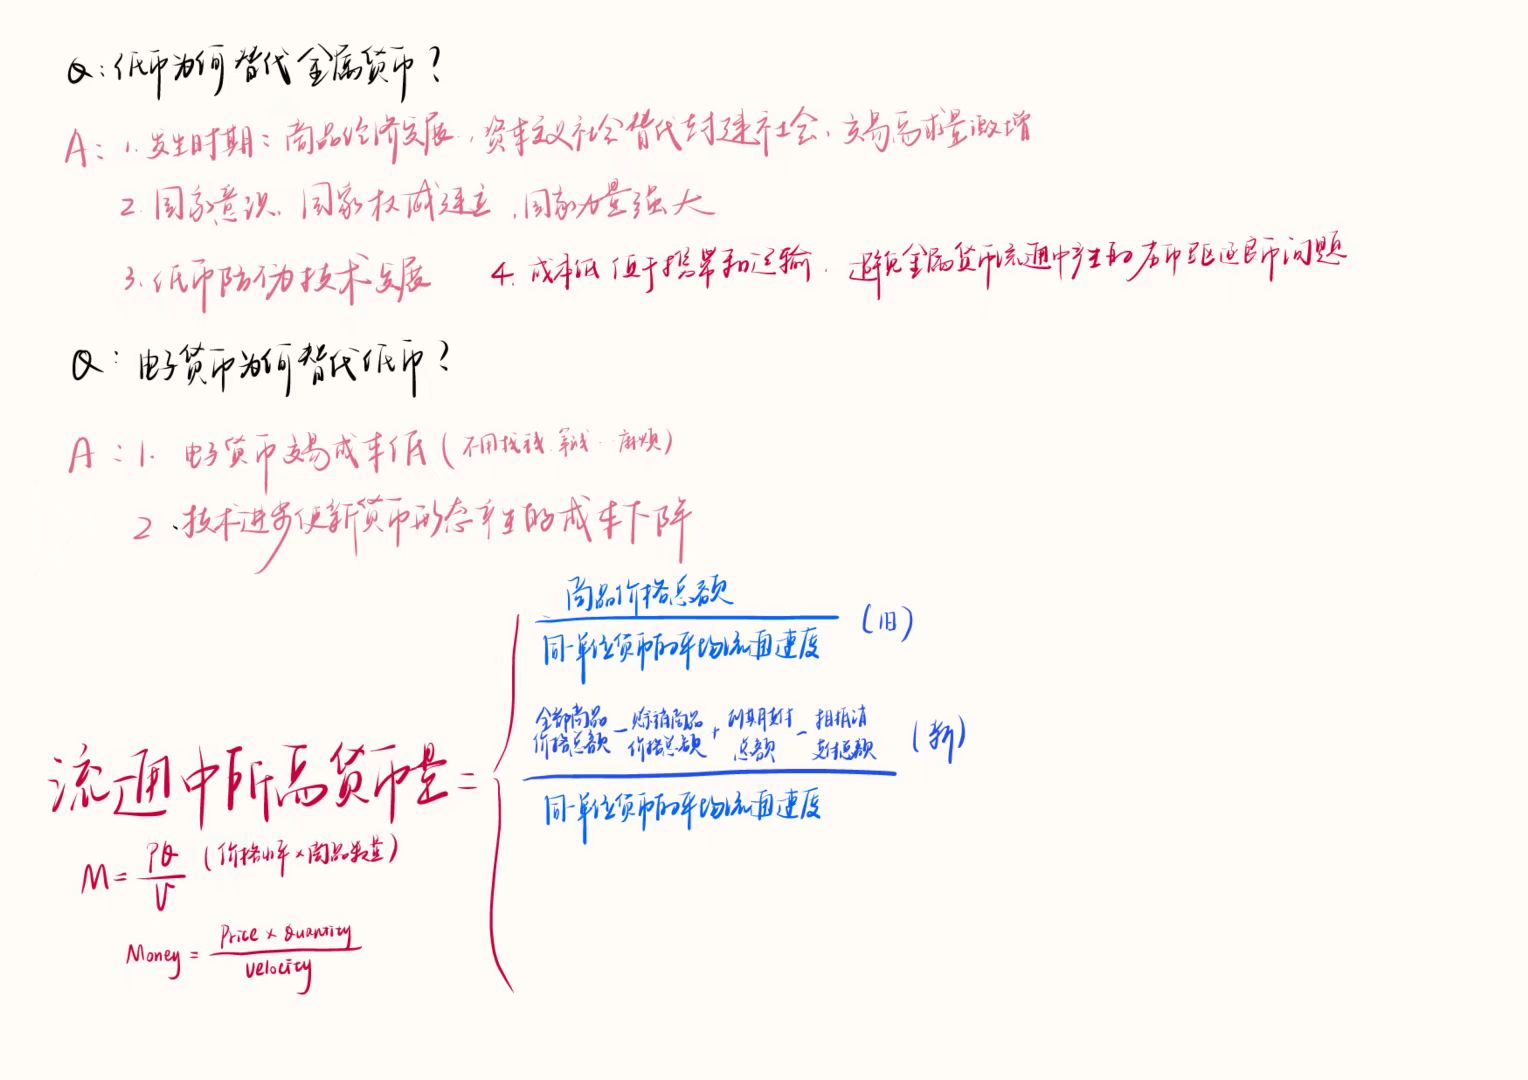 Q:纸币为何替代金属货币?
A:1.发生时期:商品经济发展,资本主义社会替代封建社会,交易需求量激增
2.国家意识、国家权威建立,国家力量强大
3.纸币防伪技术发展 4.成本低 便于携带和运输.避免金属货币流通中产生的劣币驱逐良币问题
Q:电子货币为何替代纸币?
A:1.电子货币交易成本低(不用找钱.等钱…麻烦)
2.技术进步使新货币形态产生的成本下降
商品价格总额
同一单位货币的平均流通速度 (旧)
全部商品价格总额-赊销商品价格总额+到期支付总额-相抵消支付总额
同一单位货币的平均流通速度 (新)
流通中所需货币量=
M=PQ/V (价格水平×商品数量)
Money=Price×Quantity/Velocity